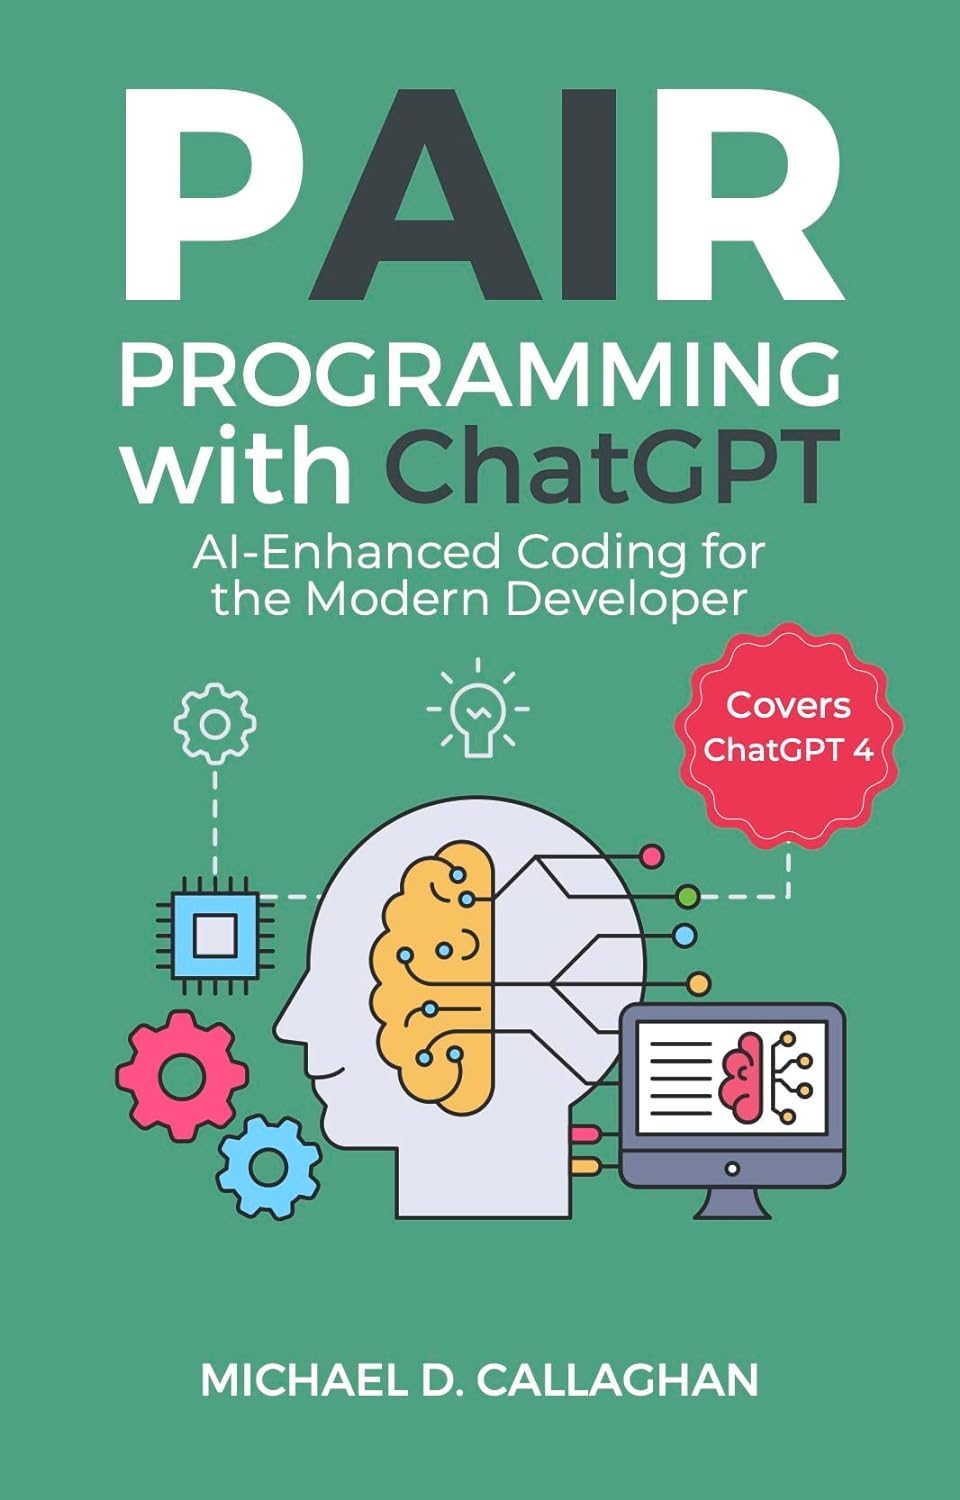 PAIR
PROGRAMMING
with ChatGPT
AI-Enhanced Coding for
the Modern Developer
Covers
ChatGPT 4
MICHAEL D. CALLAGHAN